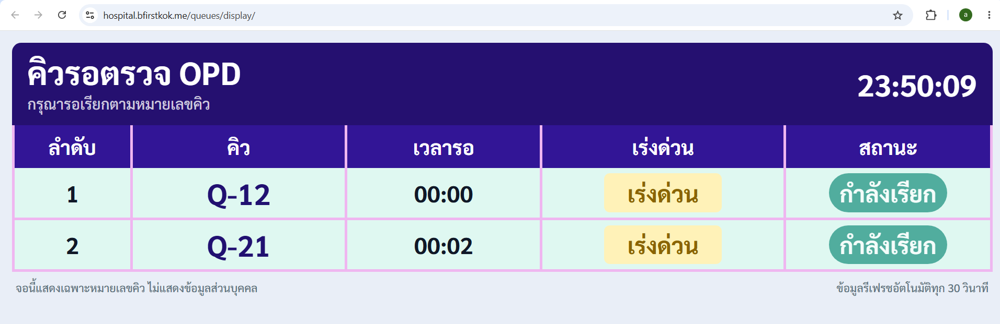 hospital.bfirstkok.me/queues/display/
a
คิวรอตรวจ OPD
กรุณารอเรียกตามหมายเลขคิว
23:50:09
ลำดับ คิว เวลารอ เร่งด่วน สถานะ
1 Q-12 00:00 เร่งด่วน กำลังเรียก
2 Q-21 00:02 เร่งด่วน กำลังเรียก
จอนี้แสดงเฉพาะหมายเลขคิว ไม่แสดงข้อมูลส่วนบุคคล
ข้อมูลรีเฟรชอัตโนมัติทุก 30 วินาที